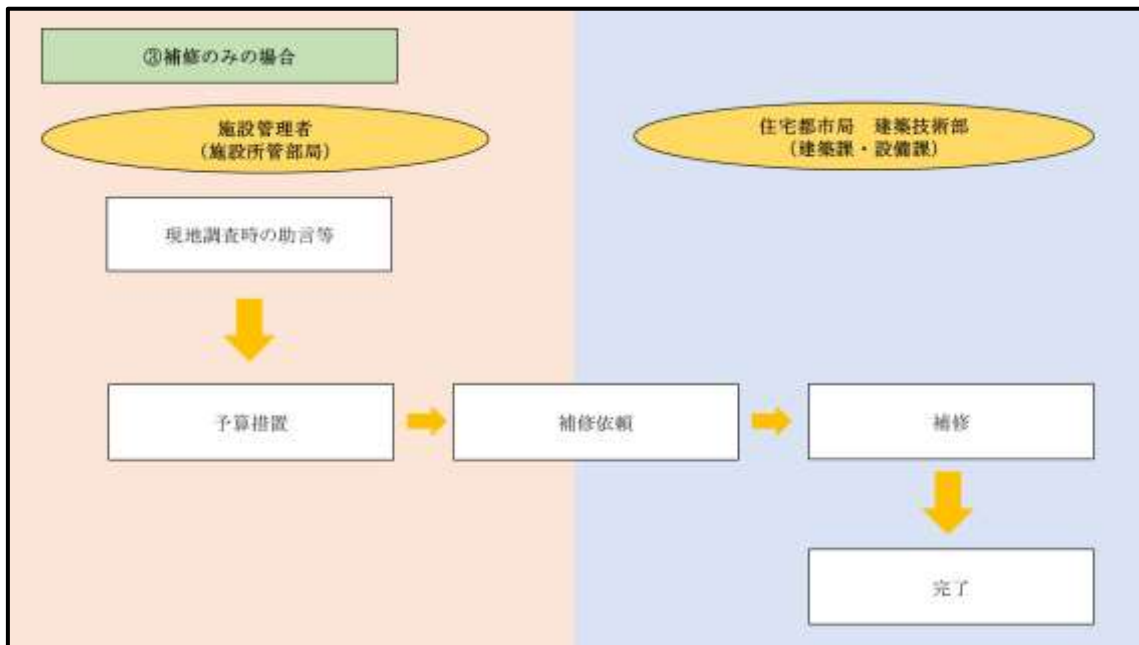 ③補修のみの場合
施設管理者
（施設所管部局）
住宅都市局　建築技術部
（建築課・設備課）
現地調査時の助言等
予算措置
補修依頼
補修
完了